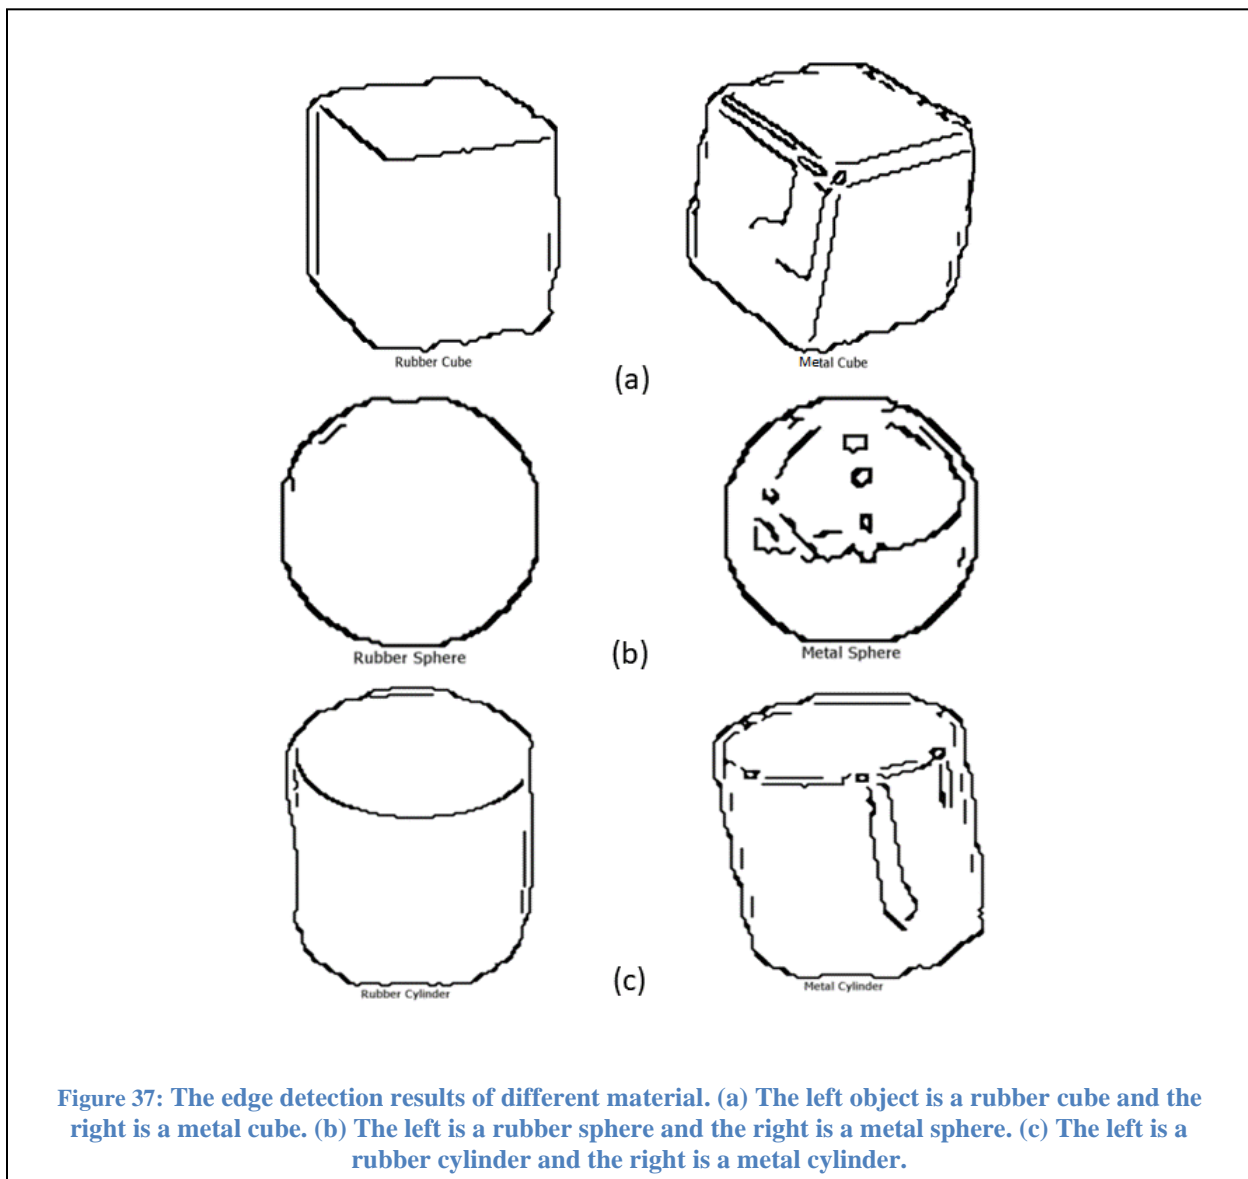 Rubber Cube
Metal Cube
(a)
Rubber Sphere
Metal Sphere
(b)
Rubber Cylinder
Metal Cylinder
(c)
Figure 37: The edge detection results of different material. (a) The left object is a rubber cube and the
right is a metal cube. (b) The left is a rubber sphere and the right is a metal sphere. (c) The left is a
rubber cylinder and the right is a metal cylinder.